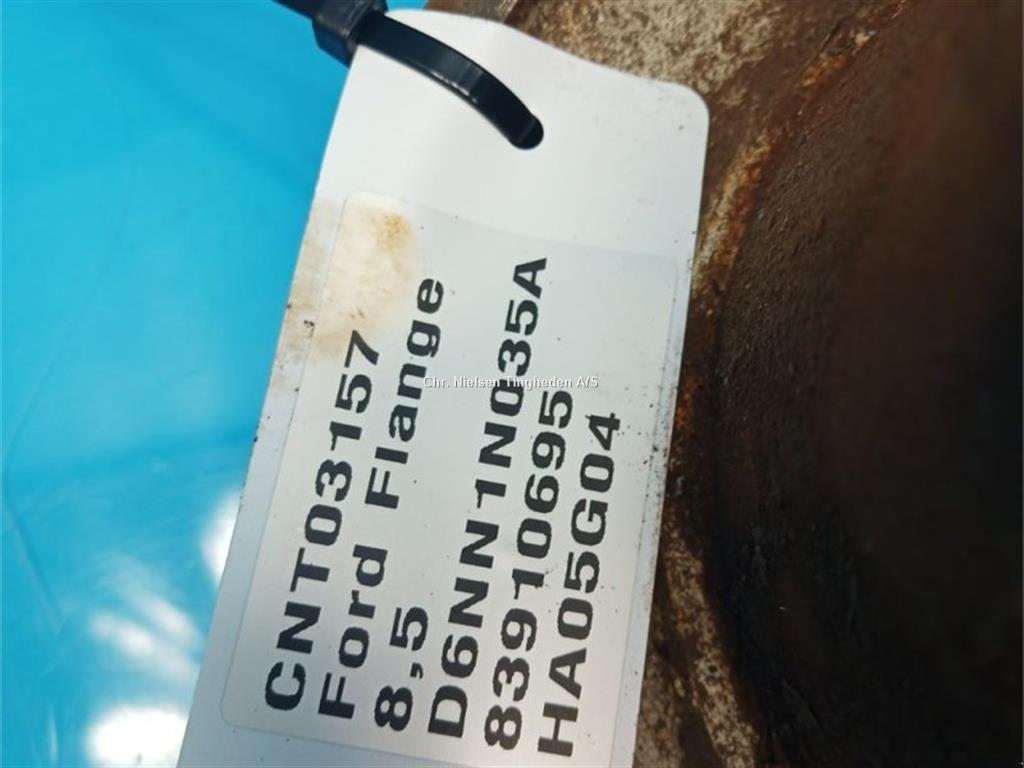 CNT03157
Ford Flange
8,5
D6NN1N035A
83910695
HA05G04
Chr. Nielsen Tingheden A/S